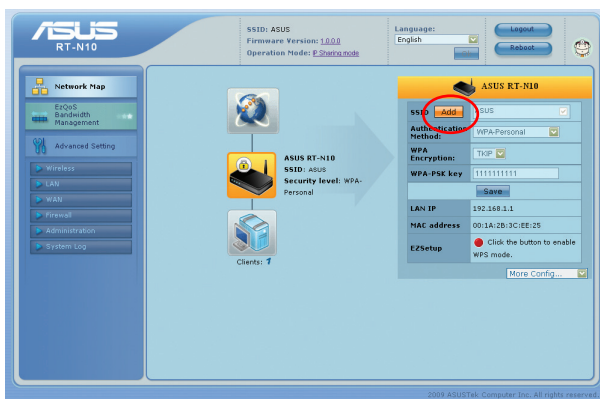 ASUS
RT-N10
SSID: ASUS
Firmware Version: 1.0.0.0
Operation Mode: IP Sharing mode
Language:
English
Logout
Reboot
Network Map
EzQoS
Bandwidth
Management
Advanced Setting
Wireless
LAN
WAN
Firewall
Administration
System Log
ASUS RT-N10
SSID: ASUS
Security level: WPA-
Personal
Clients: 1
ASUS RT-N10
SSID Add ASUS
Authentication
Method: WPA-Personal
WPA
Encryption: TKIP
WPA-PSK key 1111111111
Save
LAN IP 192.168.1.1
MAC address 00:1A:2B:3C:EE:25
EZSetup Click the button to enable
WPS mode.
More Config...
2009 ASUSTek Computer Inc. All rights reserved.